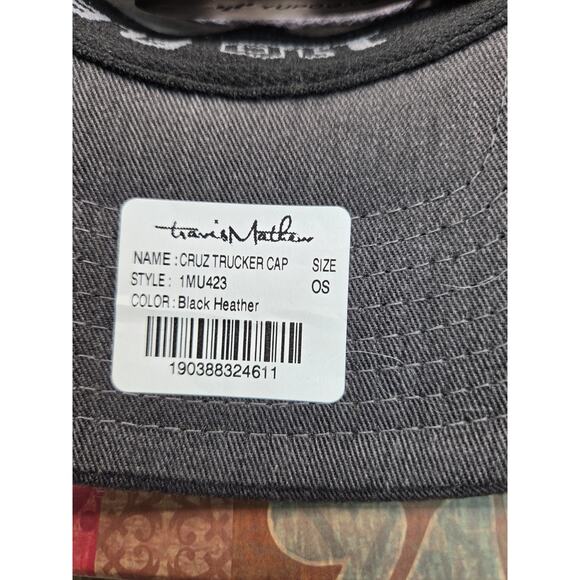 TravisMathew
NAME : CRUZ TRUCKER CAP SIZE
STYLE : 1MU423 OS
COLOR : Black Heather
190388324611